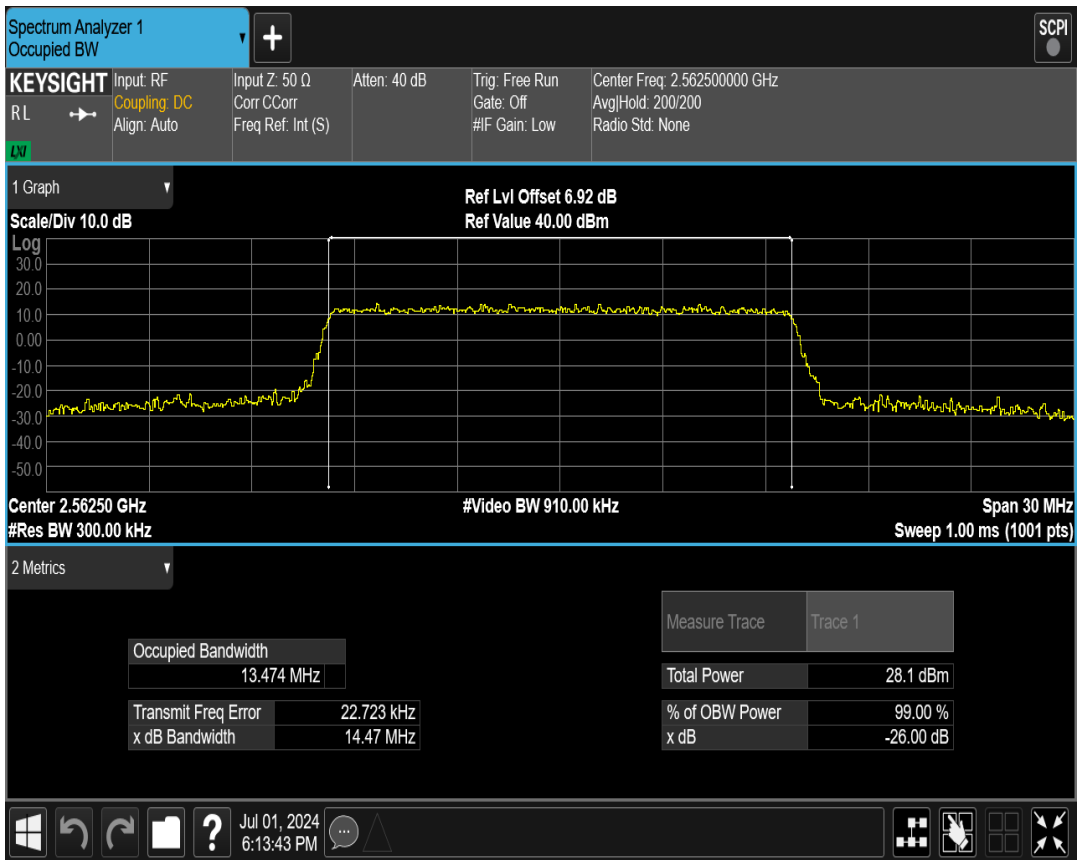 Spectrum Analyzer 1
Occupied BW
+
SCPI
KEYSIGHT
RL
LXI
Input: RF
Coupling: DC
Align: Auto
Input Z: 50 Ω
Corr CCorr
Freq Ref: Int (S)
Atten: 40 dB
Trig: Free Run
Gate: Off
#IF Gain: Low
Center Freq: 2.562500000 GHz
Avg|Hold: 200/200
Radio Std: None
1 Graph
Scale/Div 10.0 dB
Ref Lvl Offset 6.92 dB
Ref Value 40.00 dBm
Log
30.0
20.0
10.0
0.00
-10.0
-20.0
-30.0
-40.0
-50.0
Center 2.56250 GHz
#Video BW 910.00 kHz
Span 30 MHz
#Res BW 300.00 kHz
Sweep 1.00 ms (1001 pts)
2 Metrics
Measure Trace Trace 1
Occupied Bandwidth
13.474 MHz
Total Power 28.1 dBm
Transmit Freq Error 22.723 kHz
% of OBW Power 99.00 %
x dB Bandwidth 14.47 MHz
x dB -26.00 dB
?
Jul 01, 2024
6:13:43 PM